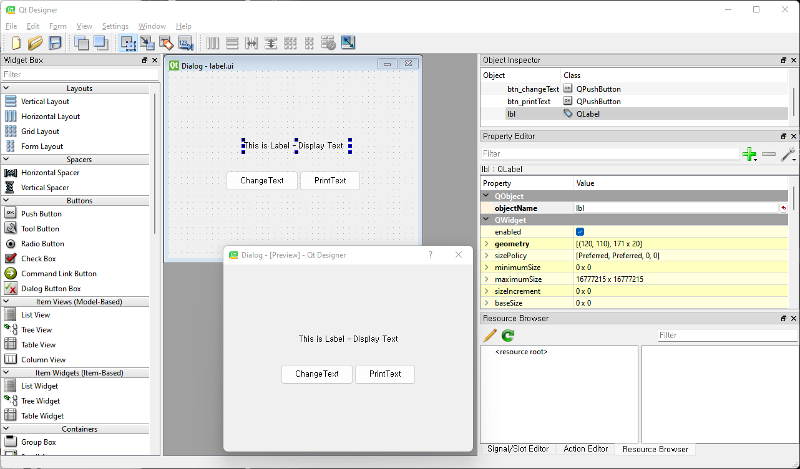 Qt Designer
File Edit Form View Settings Window Help
Widget Box
Filter
Layouts
Vertical Layout
Horizontal Layout
Grid Layout
Form Layout
Spacers
Horizontal Spacer
Vertical Spacer
Buttons
Push Button
Tool Button
Radio Button
Check Box
Command Link Button
Dialog Button Box
Item Views (Model-Based)
List View
Tree View
Table View
Column View
Item Widgets (Item-Based)
List Widget
Tree Widget
Table Widget
Containers
Group Box
Qt Dialog - label.ui
This is Label - Display Text
ChangeText PrintText
Dialog - [Preview] - Qt Designer
This is Label - Display Text
ChangeText PrintText
Object Inspector
Object Class
btn_changeText QPushButton
btn_printText QPushButton
lbl QLabel
Property Editor
Filter
lbl : QLabel
Property Value
QObject
objectName lbl
QWidget
enabled
geometry [(120, 110), 171 x 20]
sizePolicy [Preferred, Preferred, 0, 0]
minimumSize 0 x 0
maximumSize 16777215 x 16777215
sizeIncrement 0 x 0
baseSize 0 x 0
Resource Browser
Filter
<resource root>
Signal/Slot Editor Action Editor Resource Browser